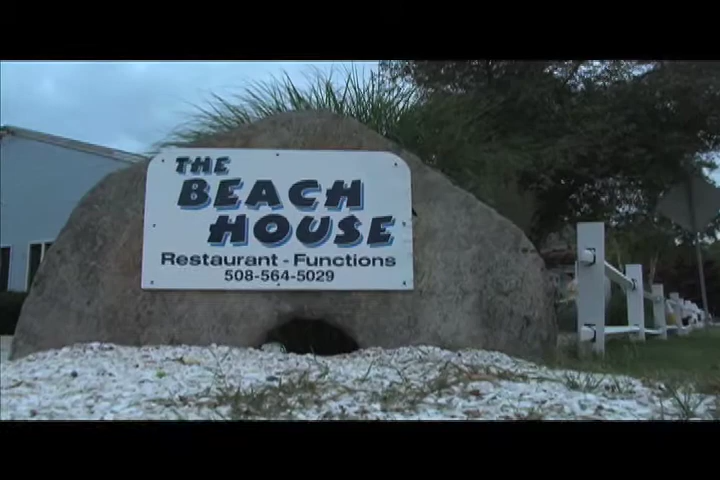 THE
BEACH
HOUSE
Restaurant - Functions
508-564-5029